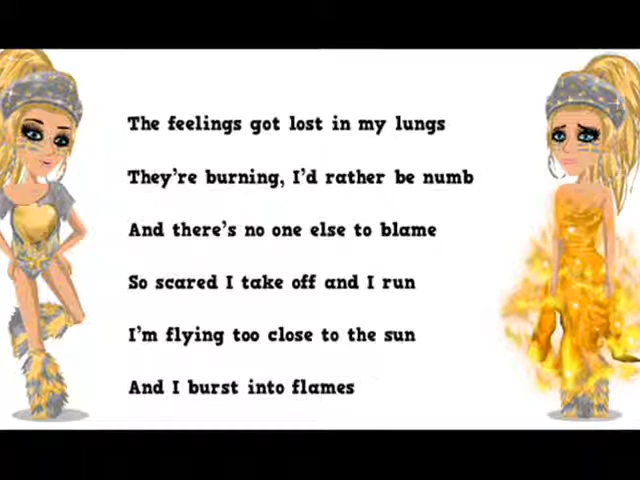 The feelings got lost in my lungs
They're burning, I'd rather be numb
And there's no one else to blame
So scared I take off and I run
I'm flying too close to the sun
And I burst into flames